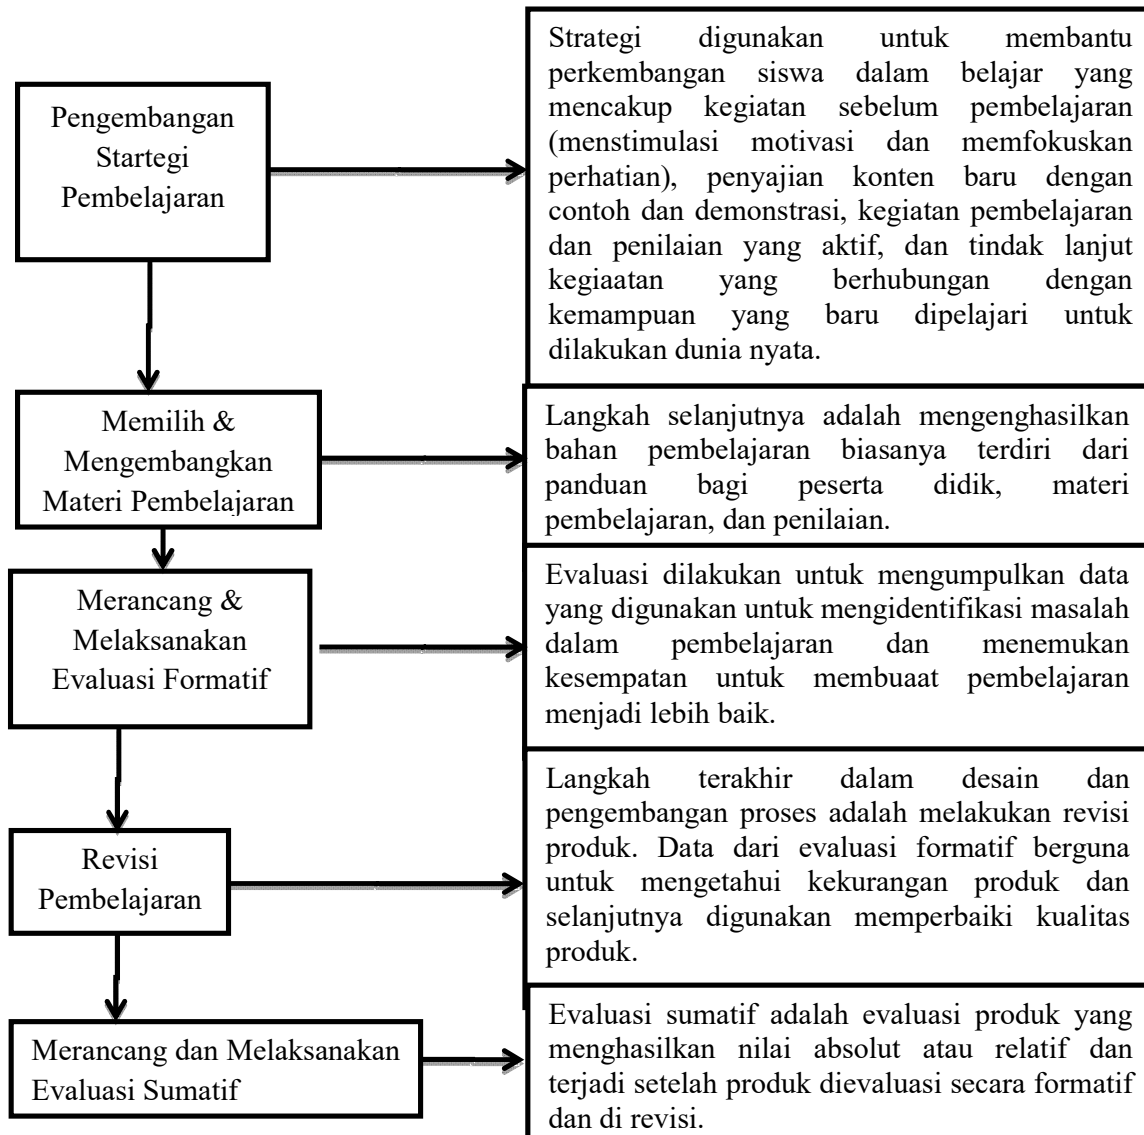 Pengembangan
Startegi
Pembelajaran
Strategi digunakan untuk membantu
perkembangan siswa dalam belajar yang
mencakup kegiatan sebelum pembelajaran
(menstimulasi motivasi dan memfokuskan
perhatian), penyajian konten baru dengan
contoh dan demonstrasi, kegiatan pembelajaran
dan penilaian yang aktif, dan tindak lanjut
kegiaatan yang berhubungan dengan
kemampuan yang baru dipelajari untuk
dilakukan dunia nyata.
Memilih &
Mengembangkan
Materi Pembelajaran
Langkah selanjutnya adalah mengenghasilkan
bahan pembelajaran biasanya terdiri dari
panduan bagi peserta didik, materi
pembelajaran, dan penilaian.
Merancang &
Melaksanakan
Evaluasi Formatif
Evaluasi dilakukan untuk mengumpulkan data
yang digunakan untuk mengidentifikasi masalah
dalam pembelajaran dan menemukan
kesempatan untuk membuaat pembelajaran
menjadi lebih baik.
Revisi
Pembelajaran
Langkah terakhir dalam desain dan
pengembangan proses adalah melakukan revisi
produk. Data dari evaluasi formatif berguna
untuk mengetahui kekurangan produk dan
selanjutnya digunakan memperbaiki kualitas
produk.
Merancang dan Melaksanakan
Evaluasi Sumatif
Evaluasi sumatif adalah evaluasi produk yang
menghasilkan nilai absolut atau relatif dan
terjadi setelah produk dievaluasi secara formatif
dan di revisi.